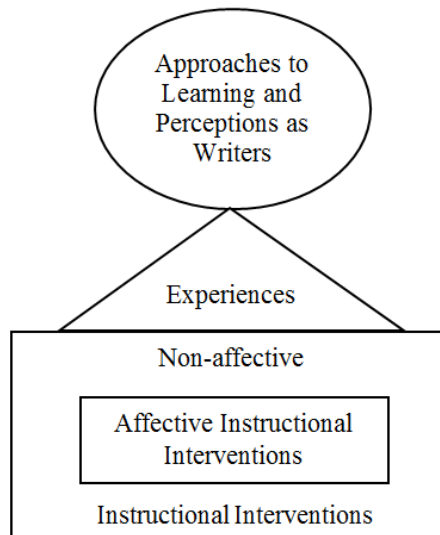 Approaches to
Learning and
Perceptions as
Writers
Experiences
Non-affective
Affective Instructional
Interventions
Instructional Interventions